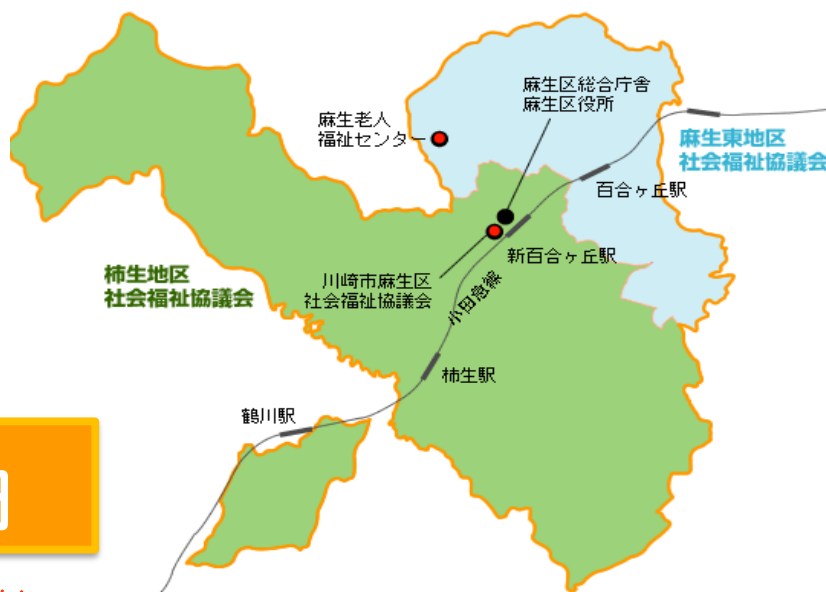 麻生区総合庁舎
麻生区役所
麻生老人
福祉センター
麻生東地区
社会福祉協議会
百合ヶ丘駅
新百合ヶ丘駅
川崎市麻生区
社会福祉協議会
柿生地区
社会福祉協議会
小田急線
柿生駅
鶴川駅